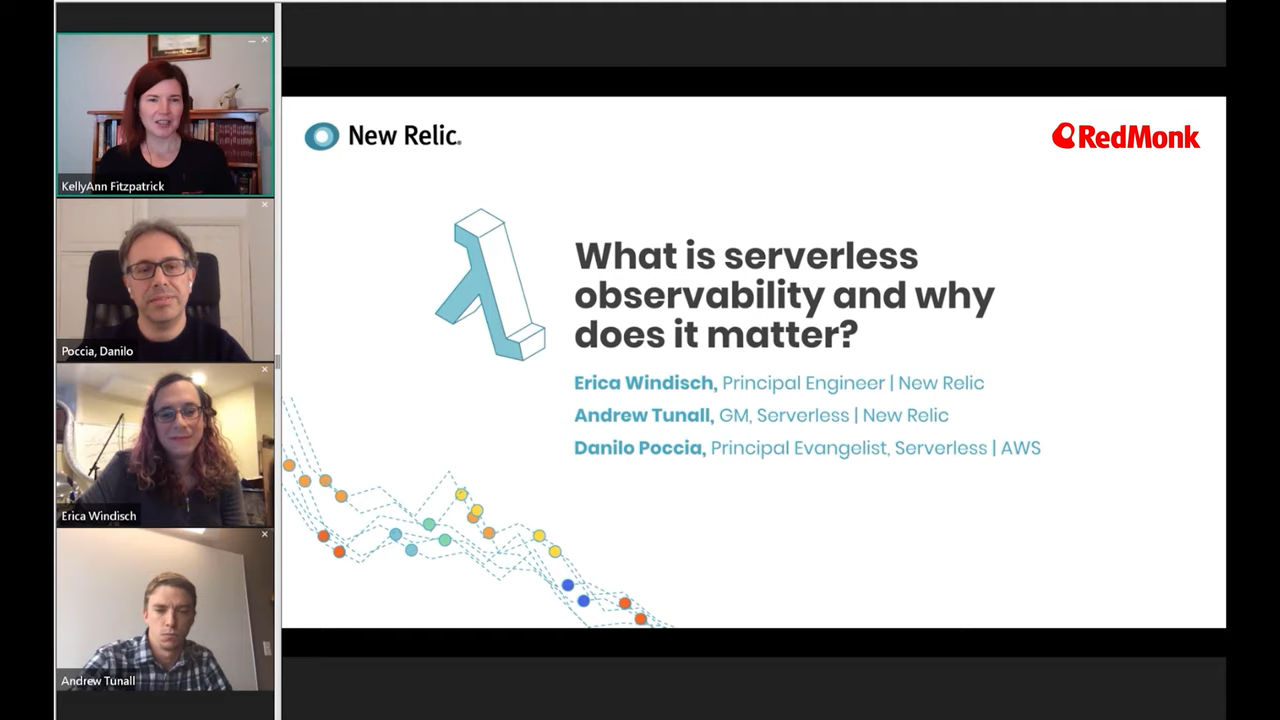 KellyAnn Fitzpatrick
Poccia, Danilo
Erica Windisch
Andrew Tunall
New Relic.
RedMonk
What is serverless
observability and why
does it matter?
Erica Windisch, Principal Engineer | New Relic
Andrew Tunall, GM, Serverless | New Relic
Danilo Poccia, Principal Evangelist, Serverless | AWS